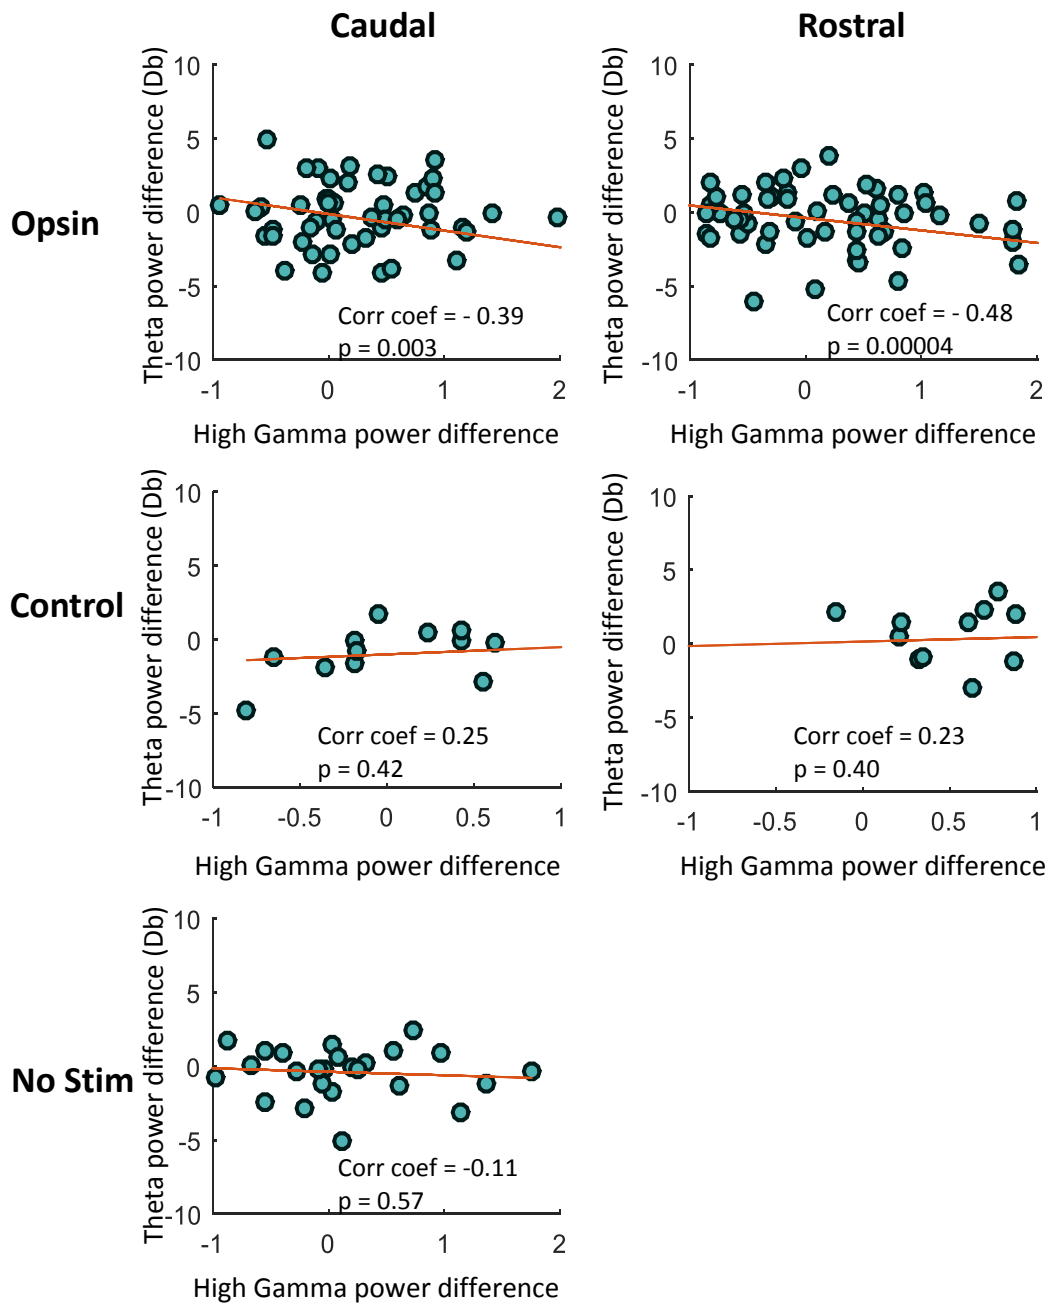 Caudal
Rostral
Opsin
Theta power difference (Db)
10
5
0
-5
-10
Corr coef = - 0.39
p = 0.003
-1
0
1
2
High Gamma power difference
Theta power difference (Db)
10
5
0
-5
-10
Corr coef = - 0.48
p = 0.00004
-1
0
1
2
High Gamma power difference
Control
Theta power difference (Db)
10
5
0
-5
-10
Corr coef = 0.25
p = 0.42
-1
-0.5
0
0.5
1
High Gamma power difference
Theta power difference (Db)
10
5
0
-5
-10
Corr coef = 0.23
p = 0.40
-1
0
0.5
1
High Gamma power difference
No Stim
Theta power difference (Db)
10
5
0
-5
-10
Corr coef = -0.11
p = 0.57
-1
0
1
2
High Gamma power difference